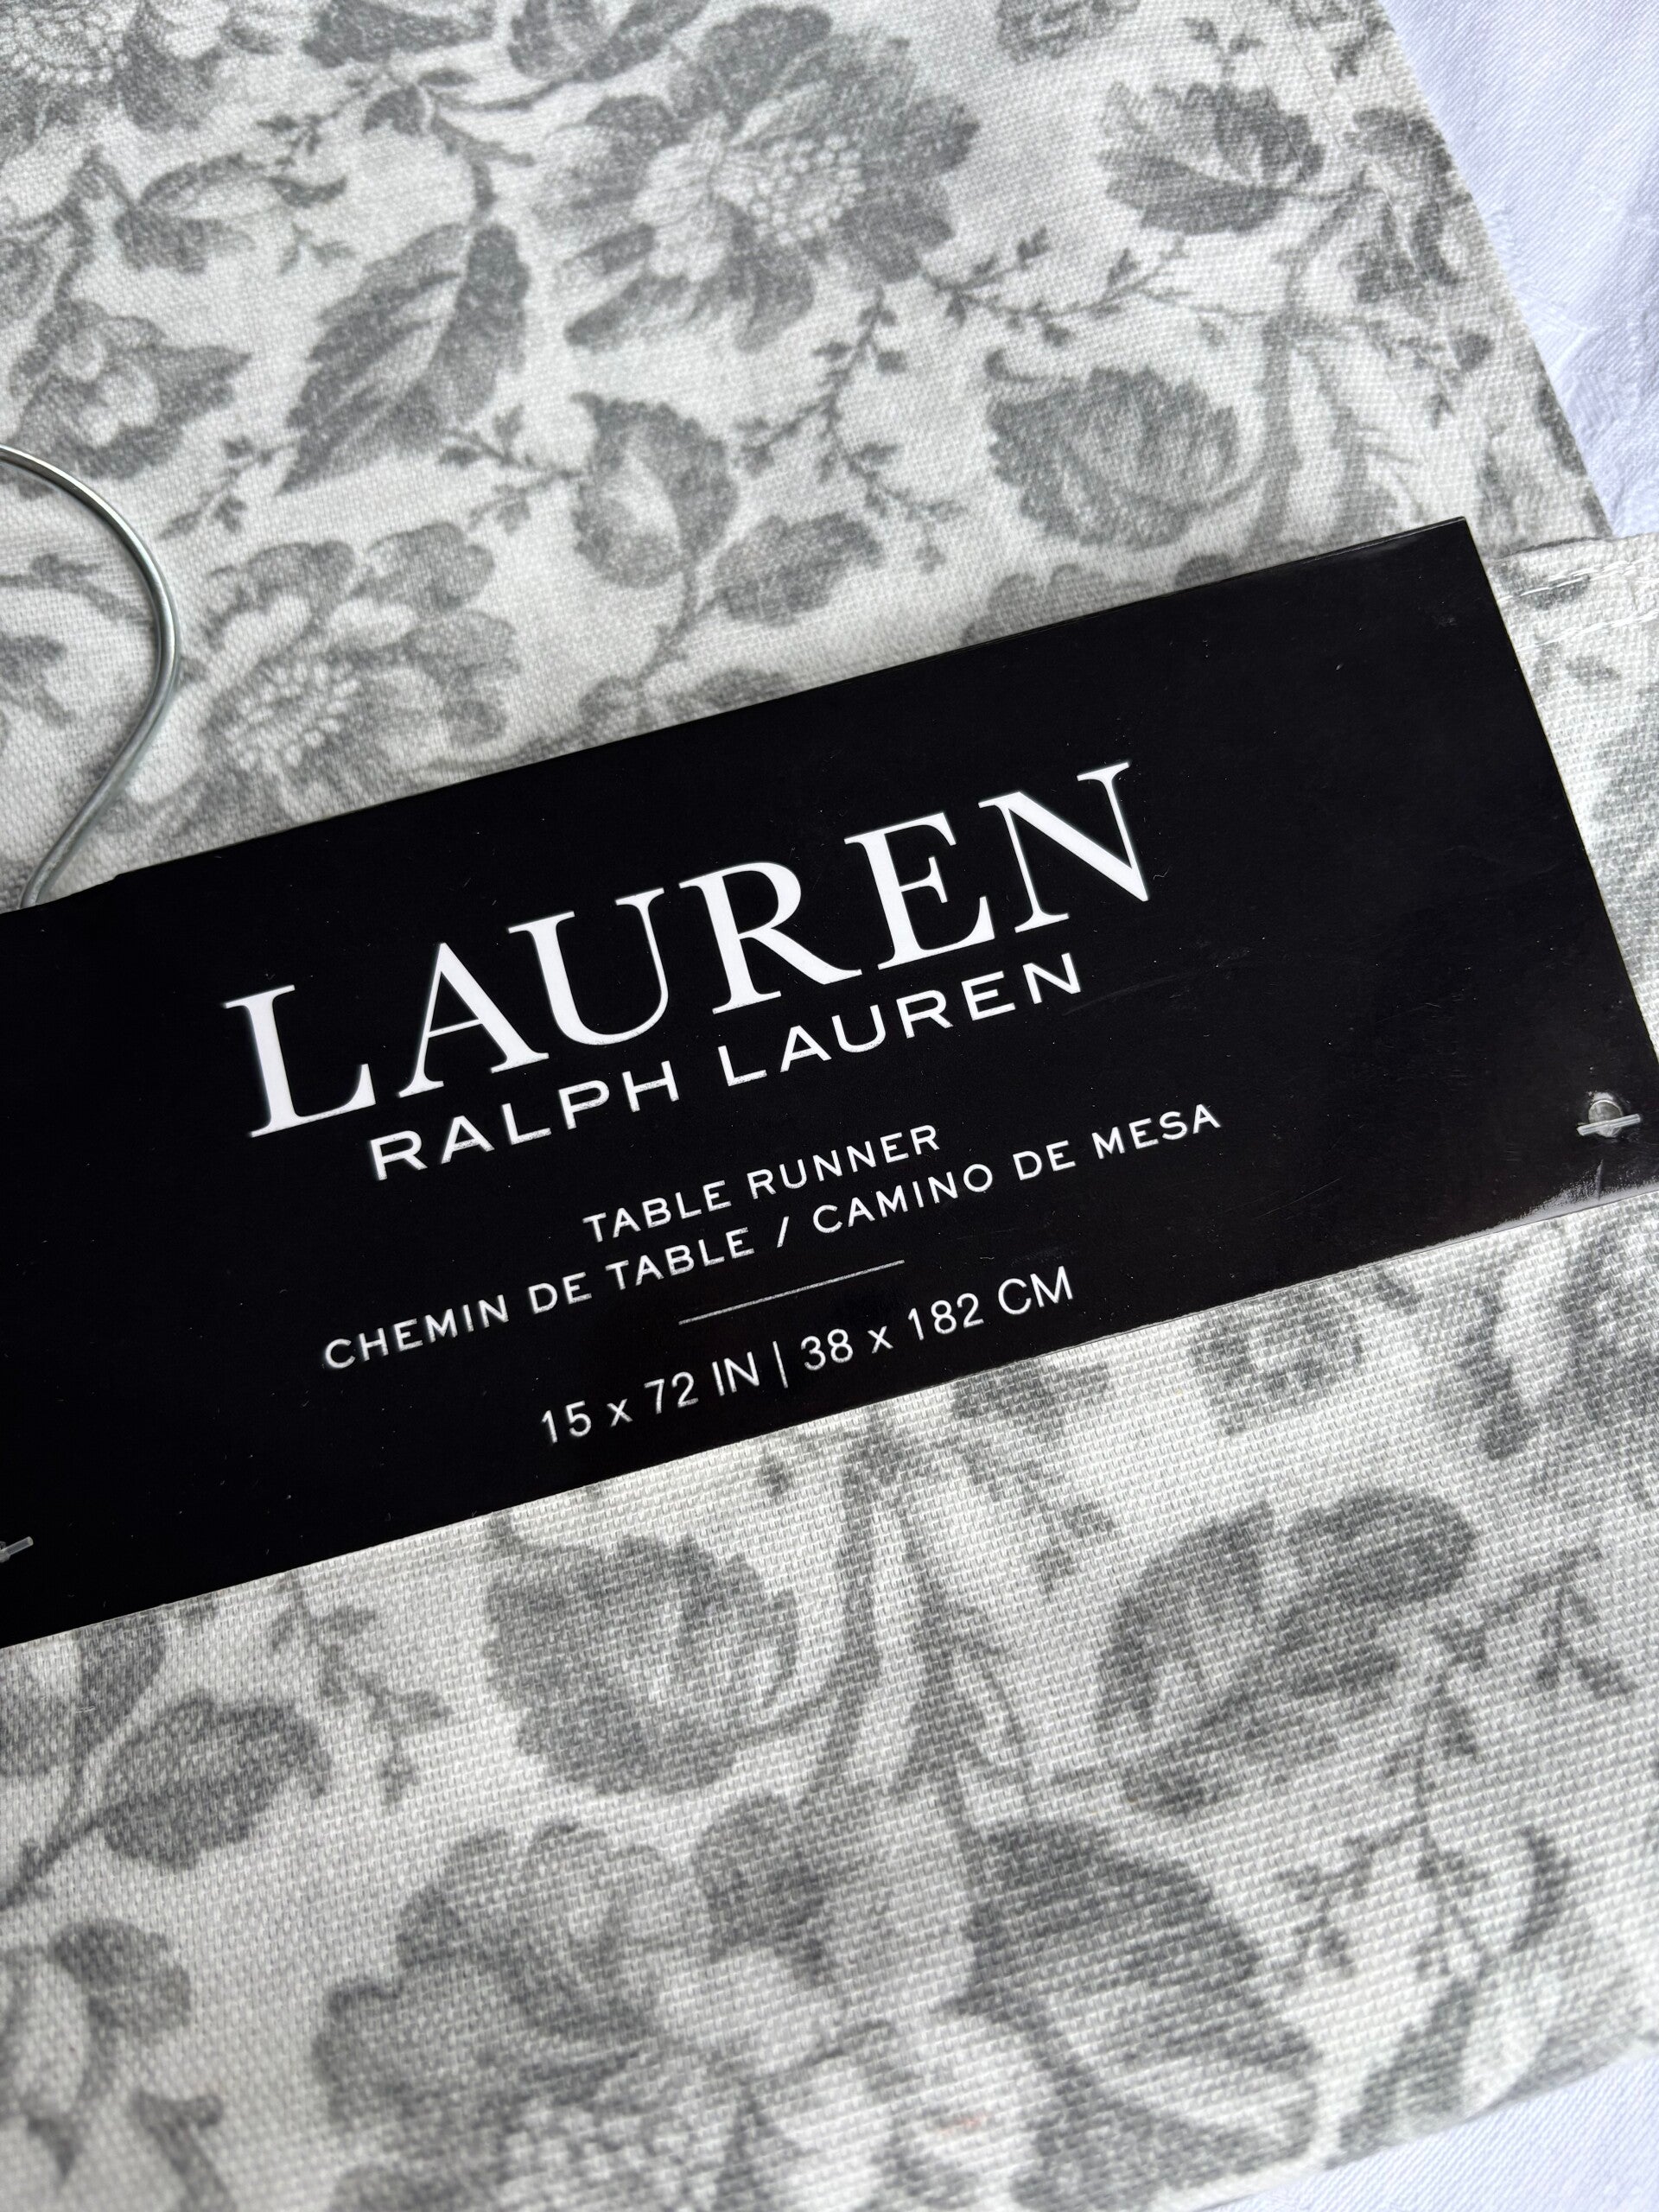 LAUREN
RALPH LAUREN
TABLE RUNNER
CHEMIN DE TABLE / CAMINO DE MESA
15 x 72 IN | 38 x 182 CM